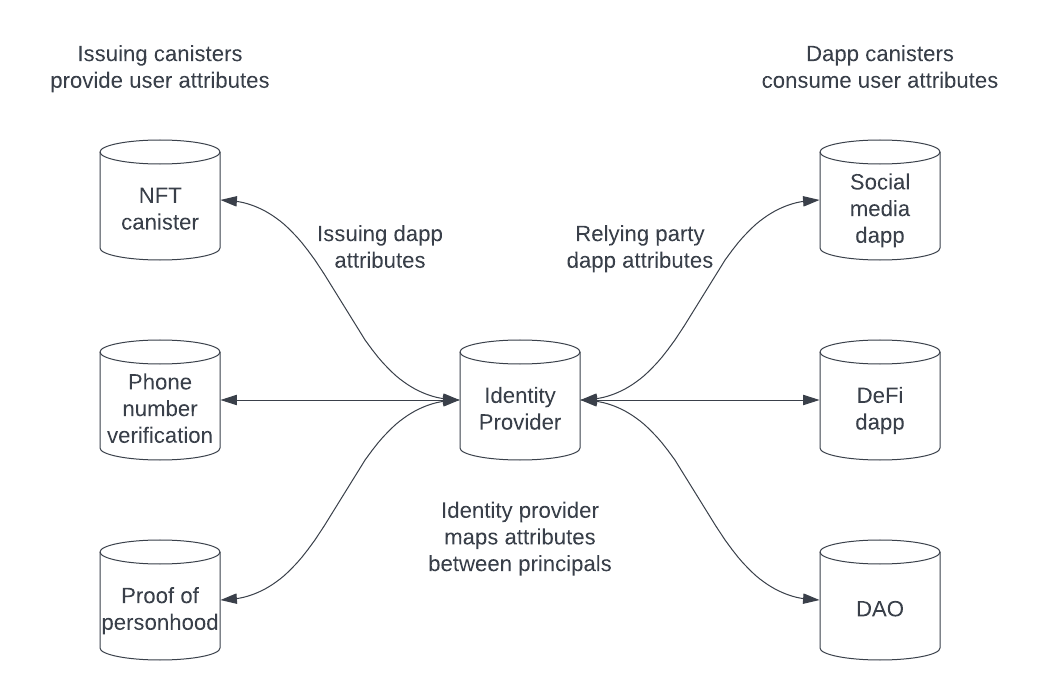 Issuing canisters
provide user attributes
Dapp canisters
consume user attributes
NFT
canister
Social
media
dapp
Issuing dapp
attributes
Relying party
dapp attributes
Phone
number
verification
Identity
Provider
DeFi
dapp
Identity provider
maps attributes
between principals
Proof of
personhood
DAO